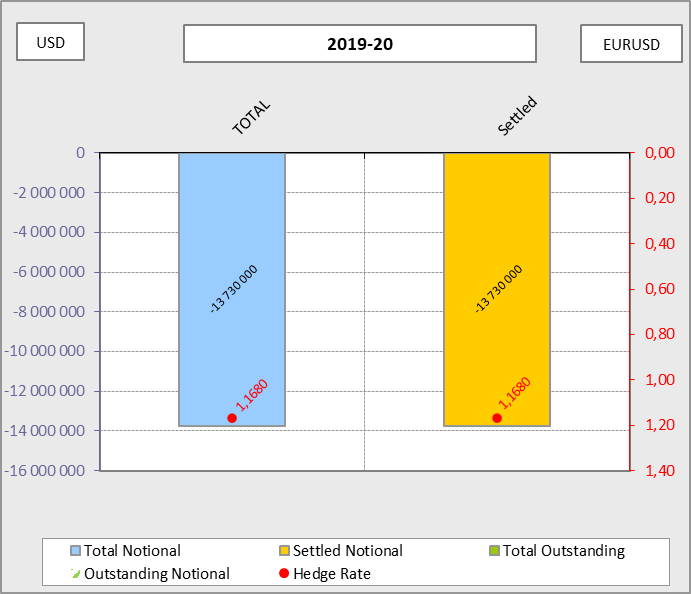 USD
2019-20
EURUSD
TOTAL
Settled
0
-2 000 000
-4 000 000
-6 000 000
-8 000 000
-10 000 000
-12 000 000
-14 000 000
-16 000 000
-13 730 000
-13 730 000
1,1680
1,1680
0,00
0,20
0,40
0,60
0,80
1,00
1,20
1,40
Total Notional
Settled Notional
Total Outstanding
Outstanding Notional
Hedge Rate